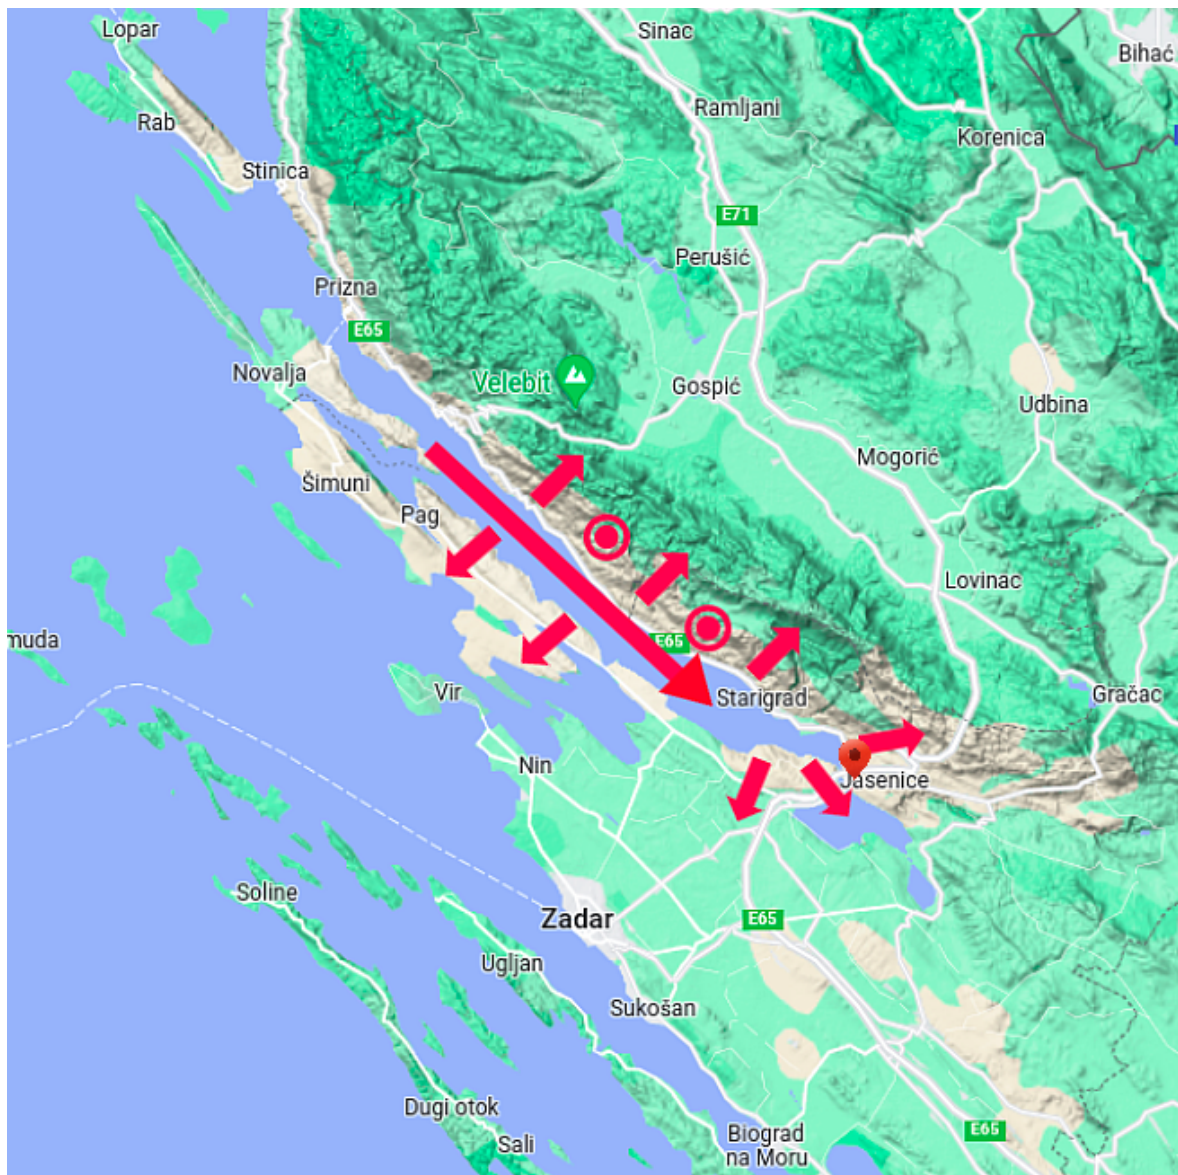 Lopar
Sinac
Bihać
Ramljani
Rab
Korenica
Stinica
E71
Perušić
Prizna
E65
Novalja
Velebit
Gospić
Udbina
Mogorić
Šimuni
Pag
Lovinac
muda
E65
Vir
Starigrad
Gračac
Nin
Jasenice
Soline
Zadar
E65
Ugljan
Sukošan
Dugi otok
Sali
Biograd
na Moru
E65